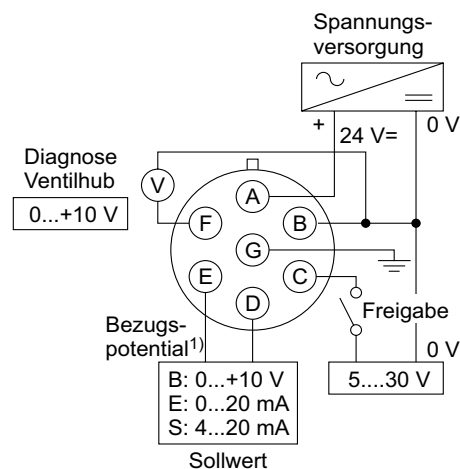 Spannungs-
versorgung
+
24 V=
0 V
Diagnose
Ventilhub
0...+10 V
V
A
F
B
G
E
C
D
Freigabe
Bezugs-
potential1)
0 V
5....30 V
B: 0...+10 V
E: 0...20 mA
S: 4...20 mA
Sollwert